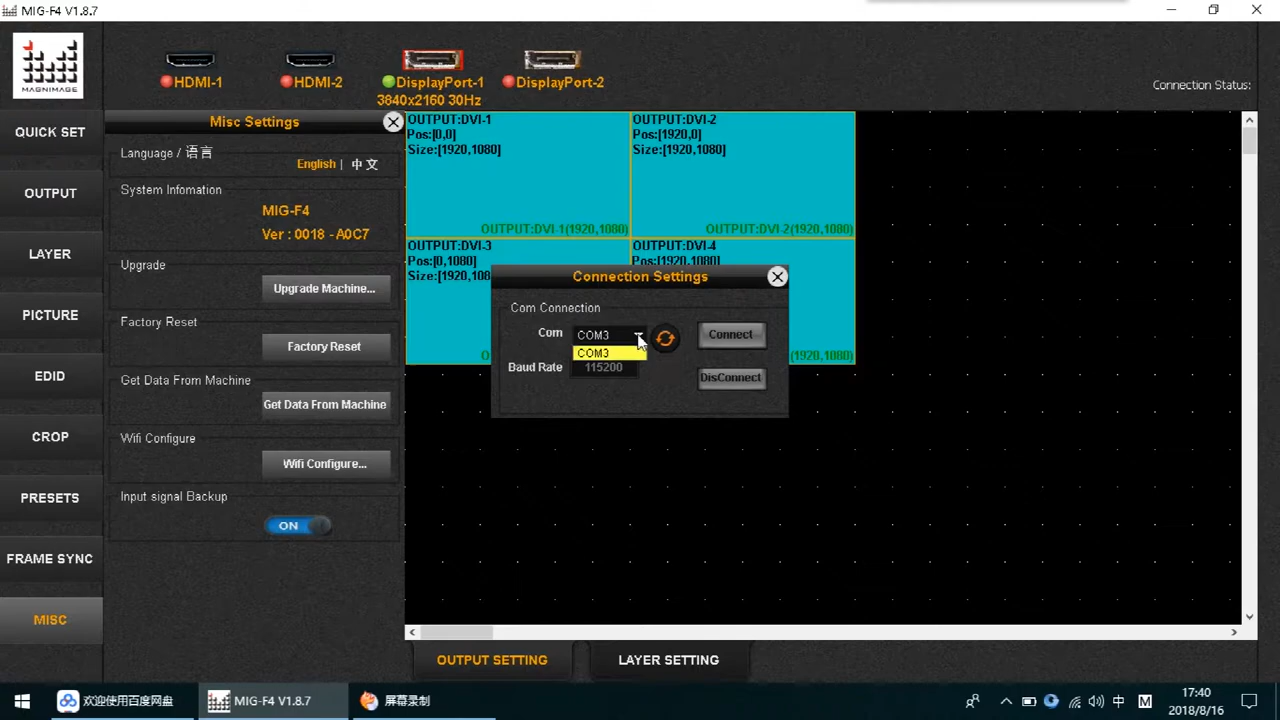 MIG-F4 V1.8.7
MAGNIMAGE
HDMI-1
HDMI-2
DisplayPort-1
DisplayPort-2
3840x2160 30Hz
Connection Status:
QUICK SET
OUTPUT
LAYER
PICTURE
EDID
CROP
PRESETS
FRAME SYNC
MISC
Misc Settings
Language / 语言
English | 中文
System Infomation
MIG-F4
Ver : 0018 - A0C7
Upgrade
Upgrade Machine...
Factory Reset
Factory Reset
Get Data From Machine
Get Data From Machine
Wifi Configure
Wifi Configure...
Input signal Backup
ON
OUTPUT:DVI-1
Pos:[0,0]
Size:[1920,1080]
OUTPUT:DVI-1(1920,1080)
OUTPUT:DVI-2
Pos:[1920,0]
Size:[1920,1080]
OUTPUT:DVI-2(1920,1080)
OUTPUT:DVI-3
Pos:[0,1080]
Size:[1920,108
OUTPUT:DVI-4
Pos:[1920,1080]
(1920,1080)
Connection Settings
Com Connection
Com
COM3
COM3
Connect
Baud Rate
115200
DisConnect
OUTPUT SETTING
LAYER SETTING
欢迎使用百度网盘
MIG-F4 V1.8.7
屏幕录制
中
M
17:40
2018/8/16